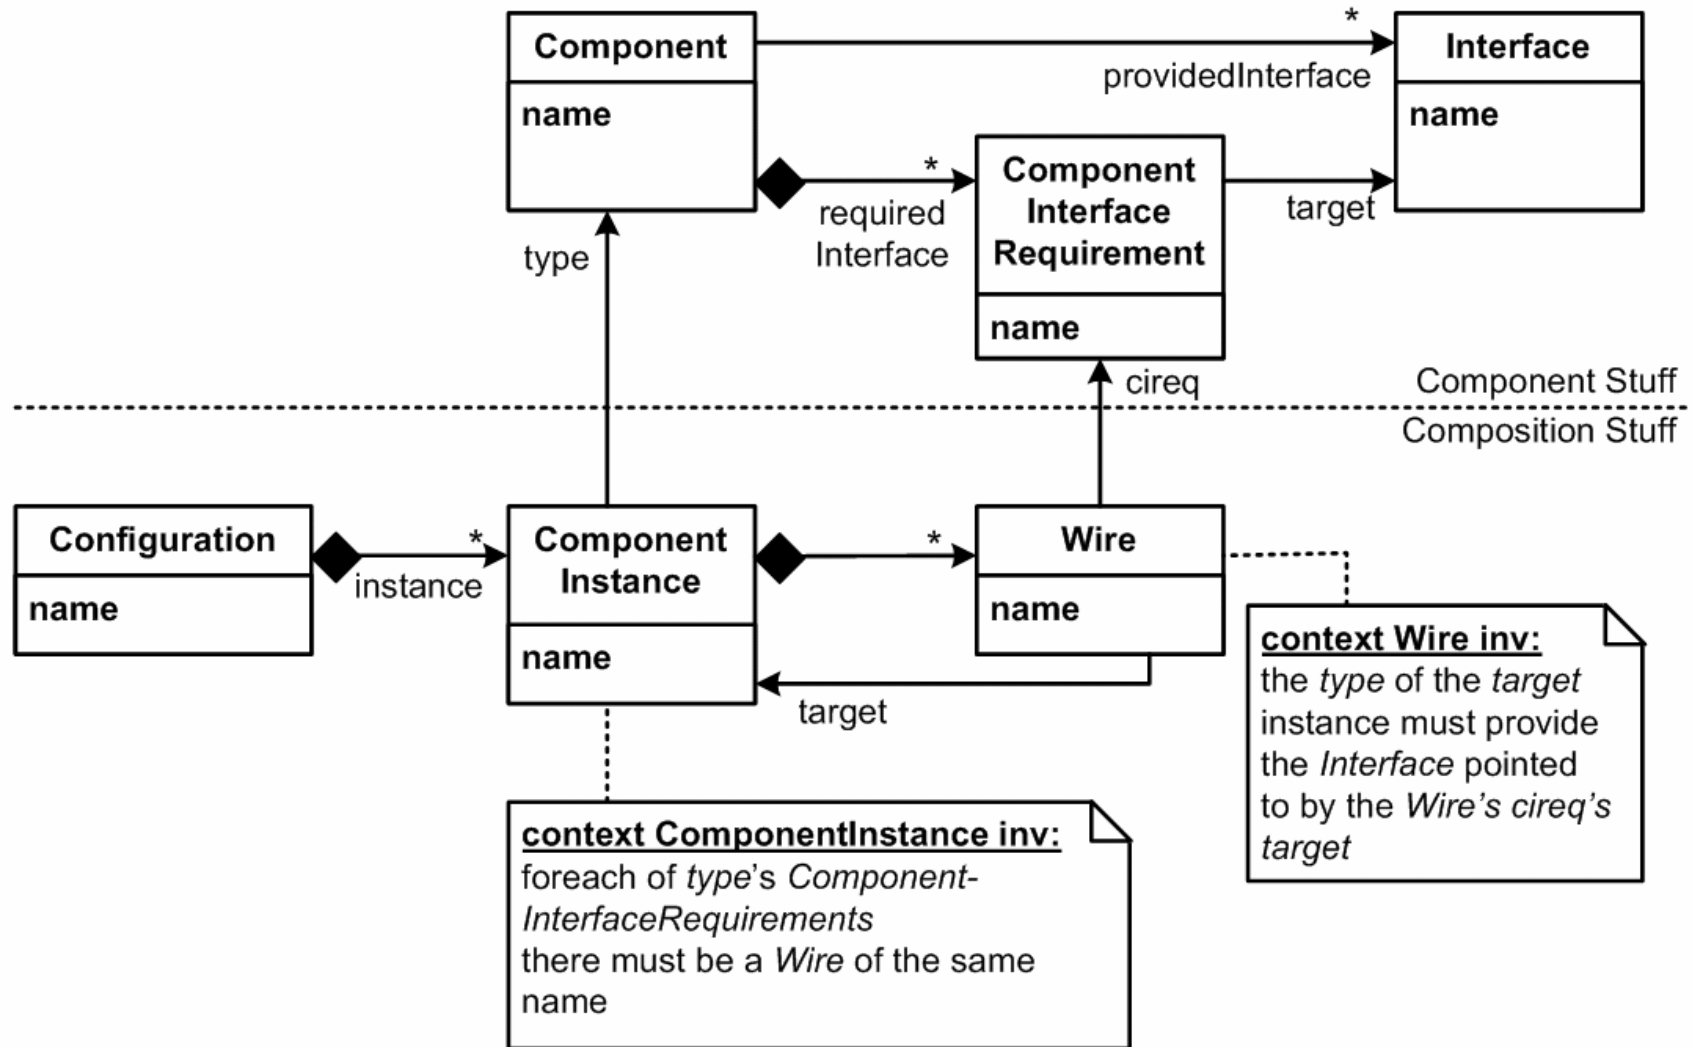 Component
name
*
providedInterface
Interface
name
*
required
Interface
Component
Interface
Requirement
name
target
type
cireq
Component Stuff
Composition Stuff
Configuration
name
*
instance
Component
Instance
name
*
Wire
name
target
context Wire inv:
the type of the target
instance must provide
the Interface pointed
to by the Wire's cireq's
target
context ComponentInstance inv:
foreach of type's Component-
InterfaceRequirements
there must be a Wire of the same
name